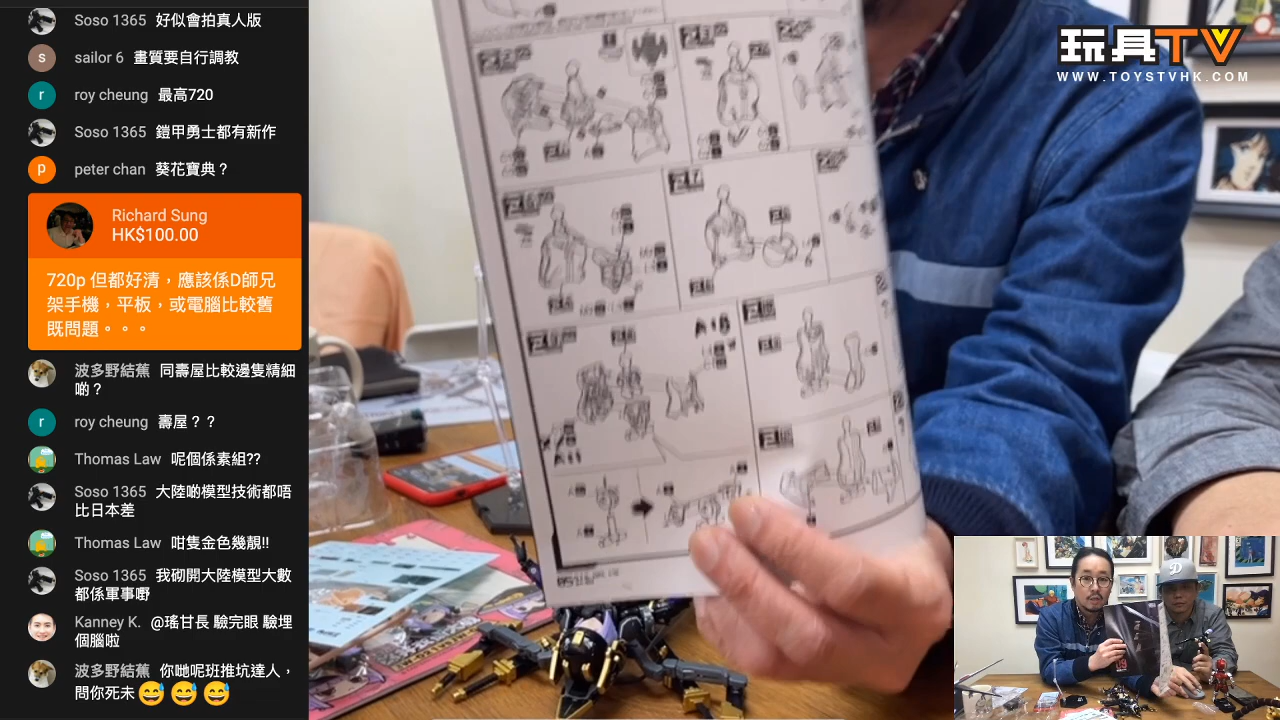 Soso 1365 好似會拍真人版
sailor 6 畫質要自行調教
roy cheung 最高720
Soso 1365 鎧甲勇士都有新作
peter chan 葵花寶典？
Richard Sung
HK$100.00
720p 但都好清，應該係D師兄
架手機，平板，或電腦比較舊
既問題。。。
波多野結蕉 同壽屋比較邊隻精細
啲？
roy cheung 壽屋？？
Thomas Law 呢個係素組??
Soso 1365 大陸啲模型技術都唔
比日本差
Thomas Law 咁隻金色幾靚!!
Soso 1365 我砌開大陸模型大數
都係軍事嘢
Kanney K. @瑤甘長 驗完眼 驗埋
個腦啦
波多野結蕉 你哋呢班推坑達人，
問你死未😅😅😅
玩具TV
WWW.TOYSTVHK.COM
D